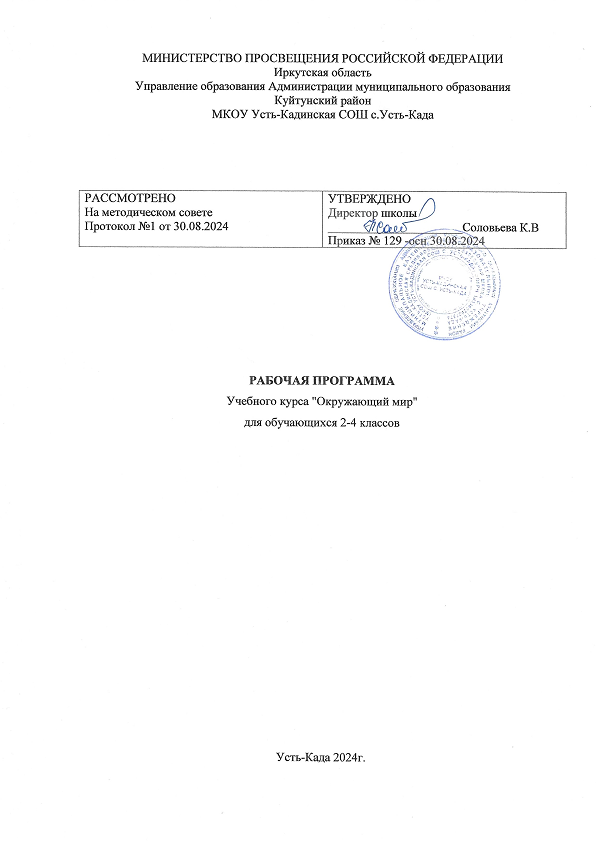 МИНИСТЕРСТВО ПРОСВЕЩЕНИЯ РОССИЙСКОЙ ФЕДЕРАЦИИ
Иркутская область
Управление образования Администрации муниципального образования
Куйтунский район
МКОУ Усть-Кадинская СОШ с.Усть-Када
РАССМОТРЕНО
На методическом совете
Протокол №1 от 30.08.2024
УТВЕРЖДЕНО
Директор школы
Соловьева К.В
Приказ № 129 -осн 30.08.2024
РАБОЧАЯ ПРОГРАММА
Учебного курса "Окружающий мир"
для обучающихся 2-4 классов
Усть-Када 2024г.